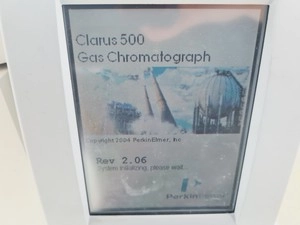 Clarus 500
Gas Chromatograph
Copyright 2004 PerkinElmer, Inc
Rev 2.06
System initializing, please wait...